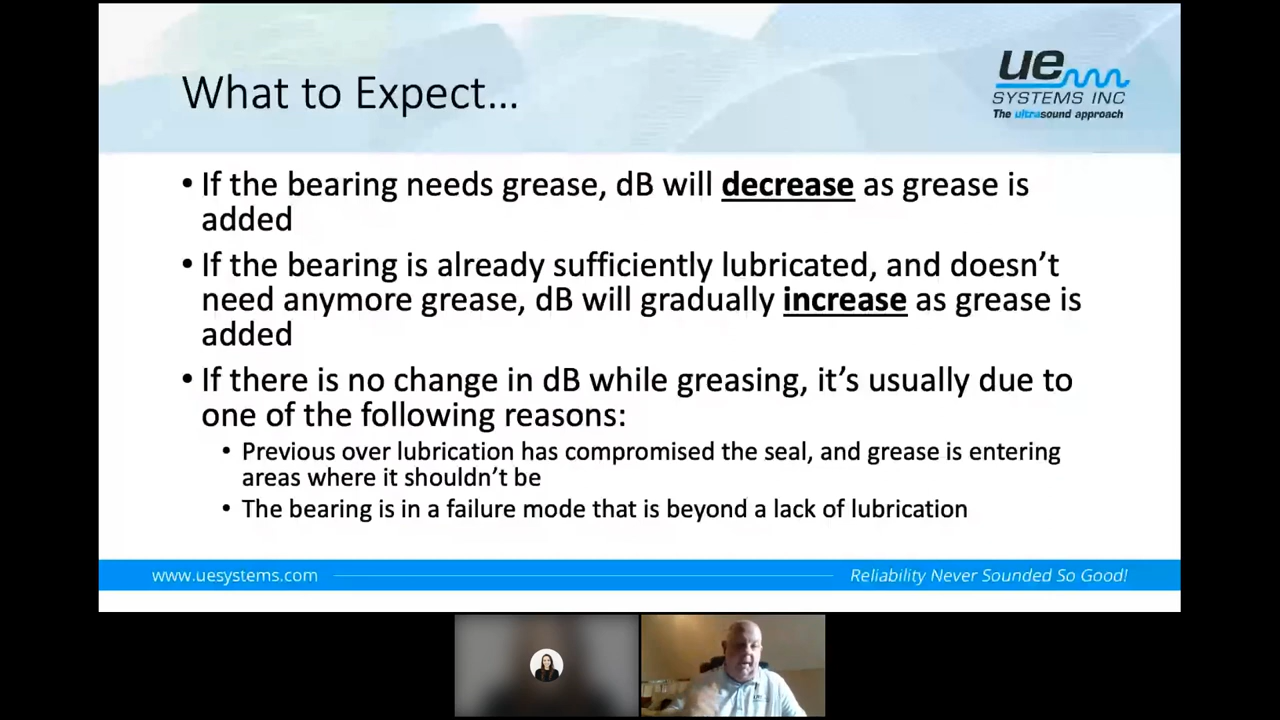 What to Expect...
ue
SYSTEMS INC
The ultrasound approach
• If the bearing needs grease, dB will decrease as grease is
added
• If the bearing is already sufficiently lubricated, and doesn't
need anymore grease, dB will gradually increase as grease is
added
• If there is no change in dB while greasing, it's usually due to
one of the following reasons:
• Previous over lubrication has compromised the seal, and grease is entering
areas where it shouldn't be
• The bearing is in a failure mode that is beyond a lack of lubrication
www.uesystems.com
Reliability Never Sounded So Good!